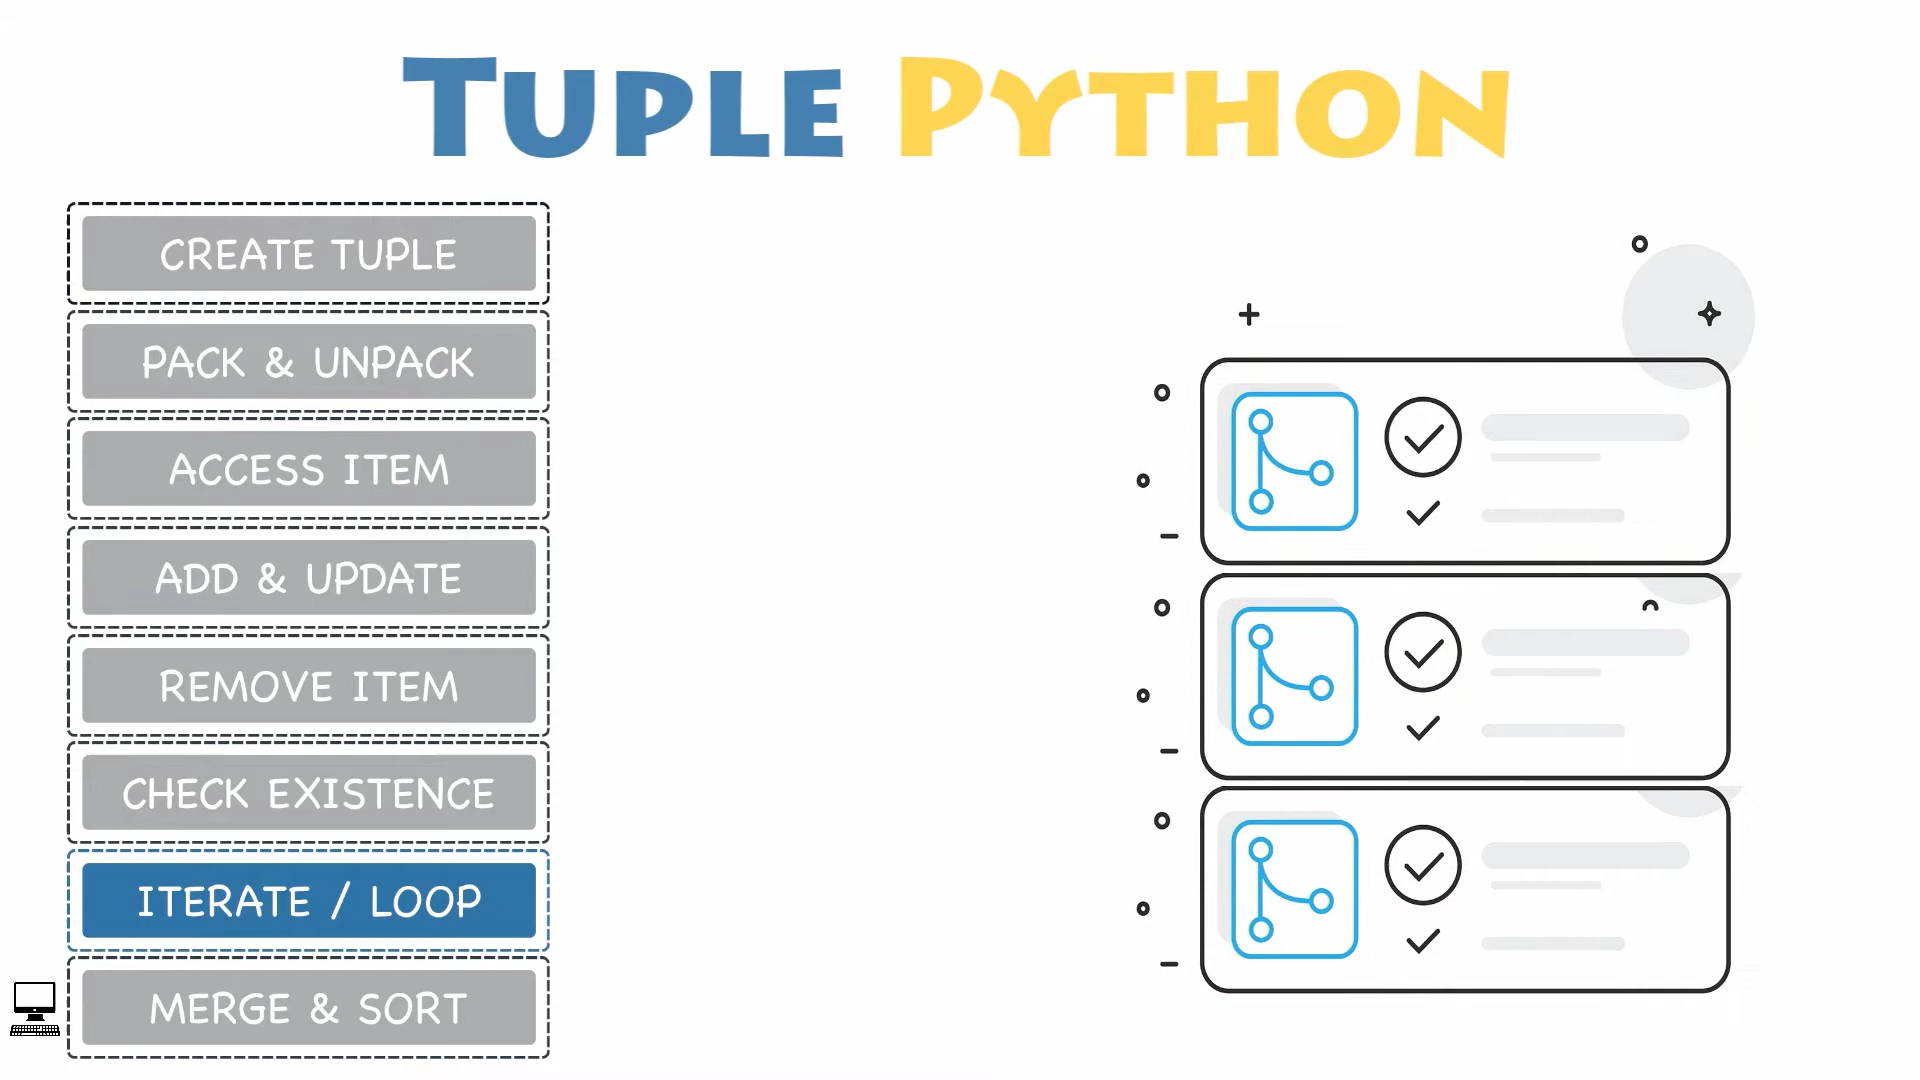 TUPLE PYTHON
CREATE TUPLE
PACK & UNPACK
ACCESS ITEM
ADD & UPDATE
REMOVE ITEM
CHECK EXISTENCE
ITERATE / LOOP
MERGE & SORT